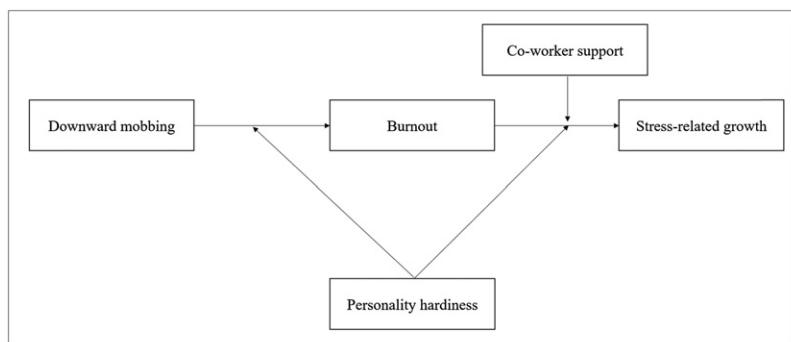 Co-worker support
Downward mobbing
Burnout
Stress-related growth
Personality hardiness